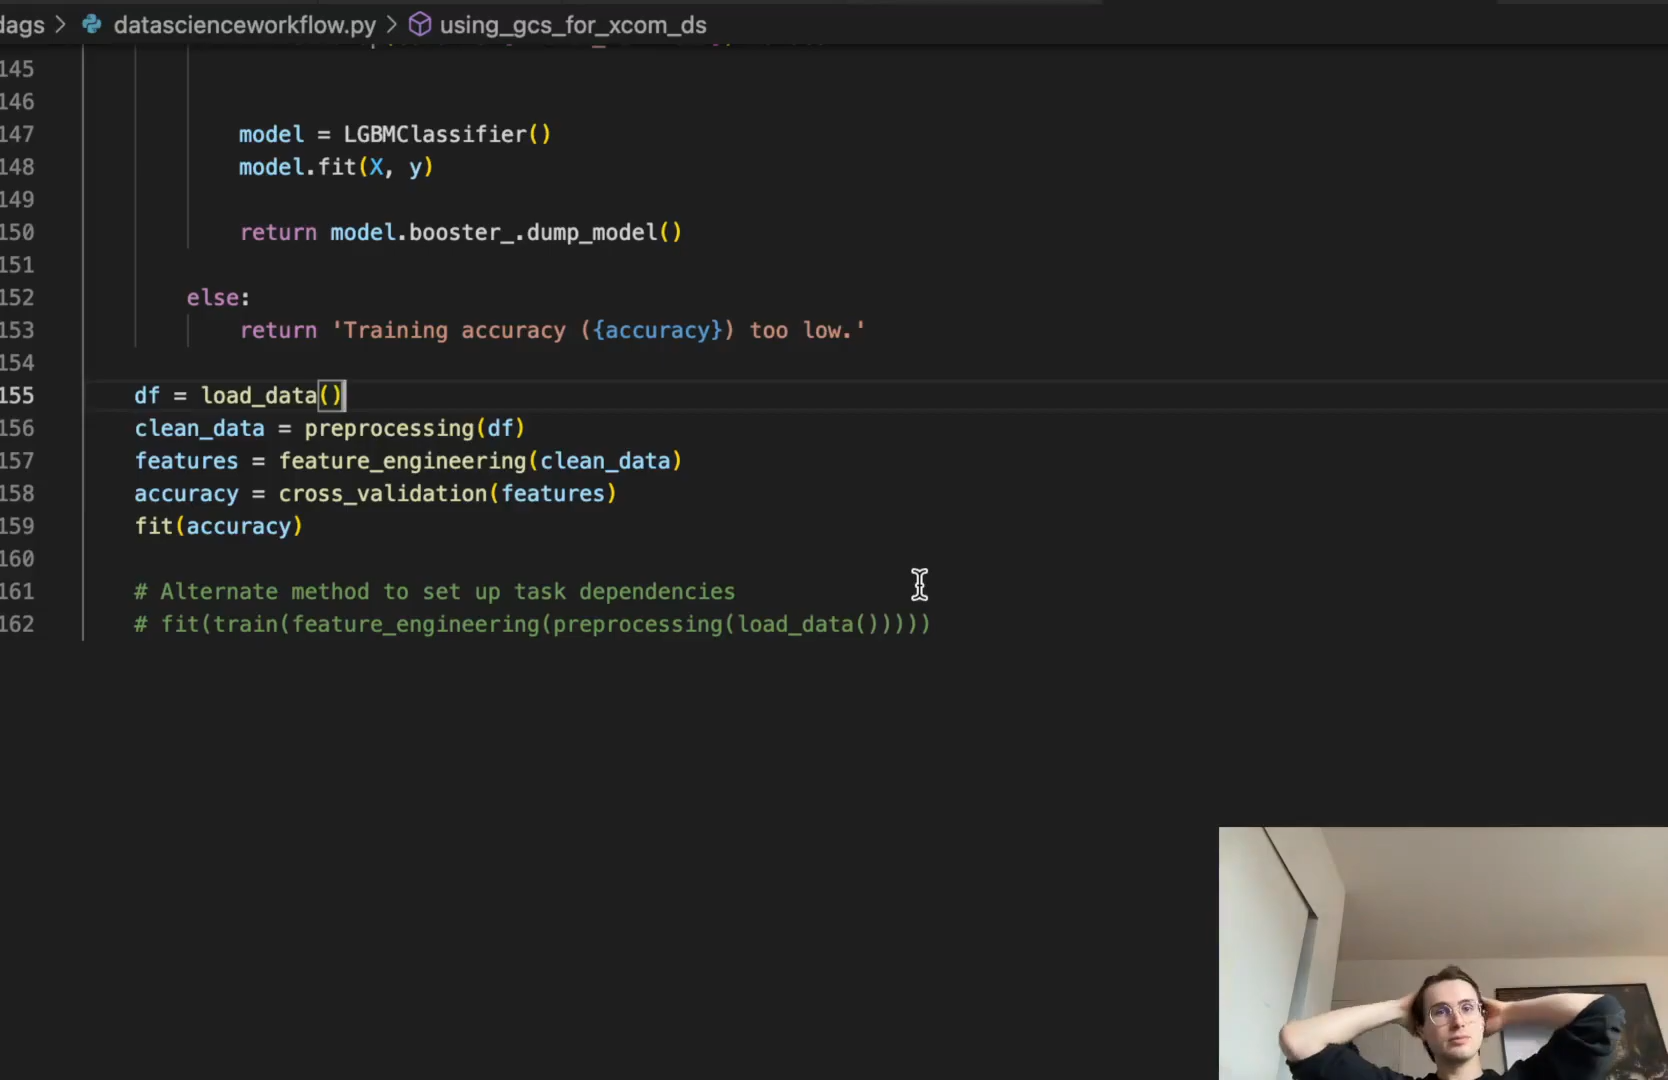 dags > datascienceworkflow.py > using_gcs_for_xcom_ds
145
146
147 model = LGBMClassifier()
148 model.fit(X, y)
149
150 return model.booster_.dump_model()
151
152 else:
153 return 'Training accuracy ({accuracy}) too low.'
154
155 df = load_data()
156 clean_data = preprocessing(df)
157 features = feature_engineering(clean_data)
158 accuracy = cross_validation(features)
159 fit(accuracy)
160
161 # Alternate method to set up task dependencies
162 # fit(train(feature_engineering(preprocessing(load_data()))))